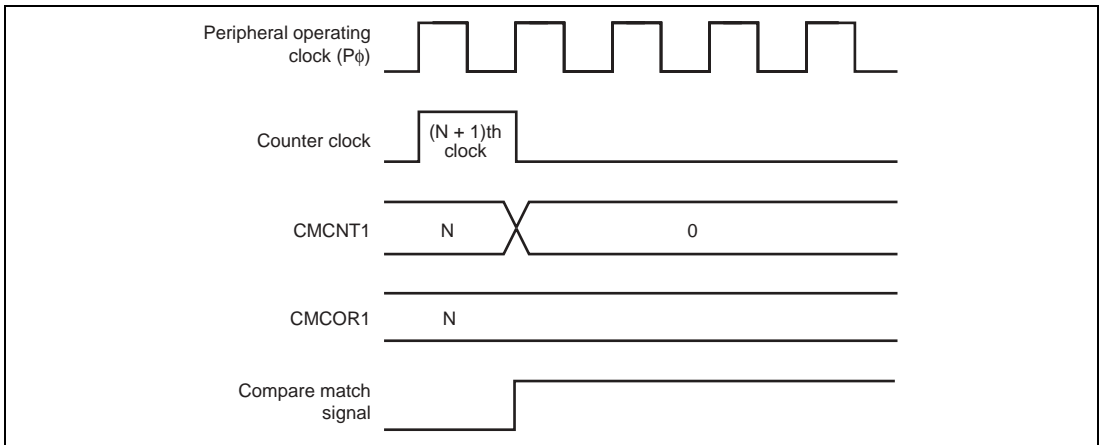 Peripheral operating
clock (Pϕ)
Counter clock
(N + 1)th
clock
CMCNT1
N
0
CMCOR1
N
Compare match
signal